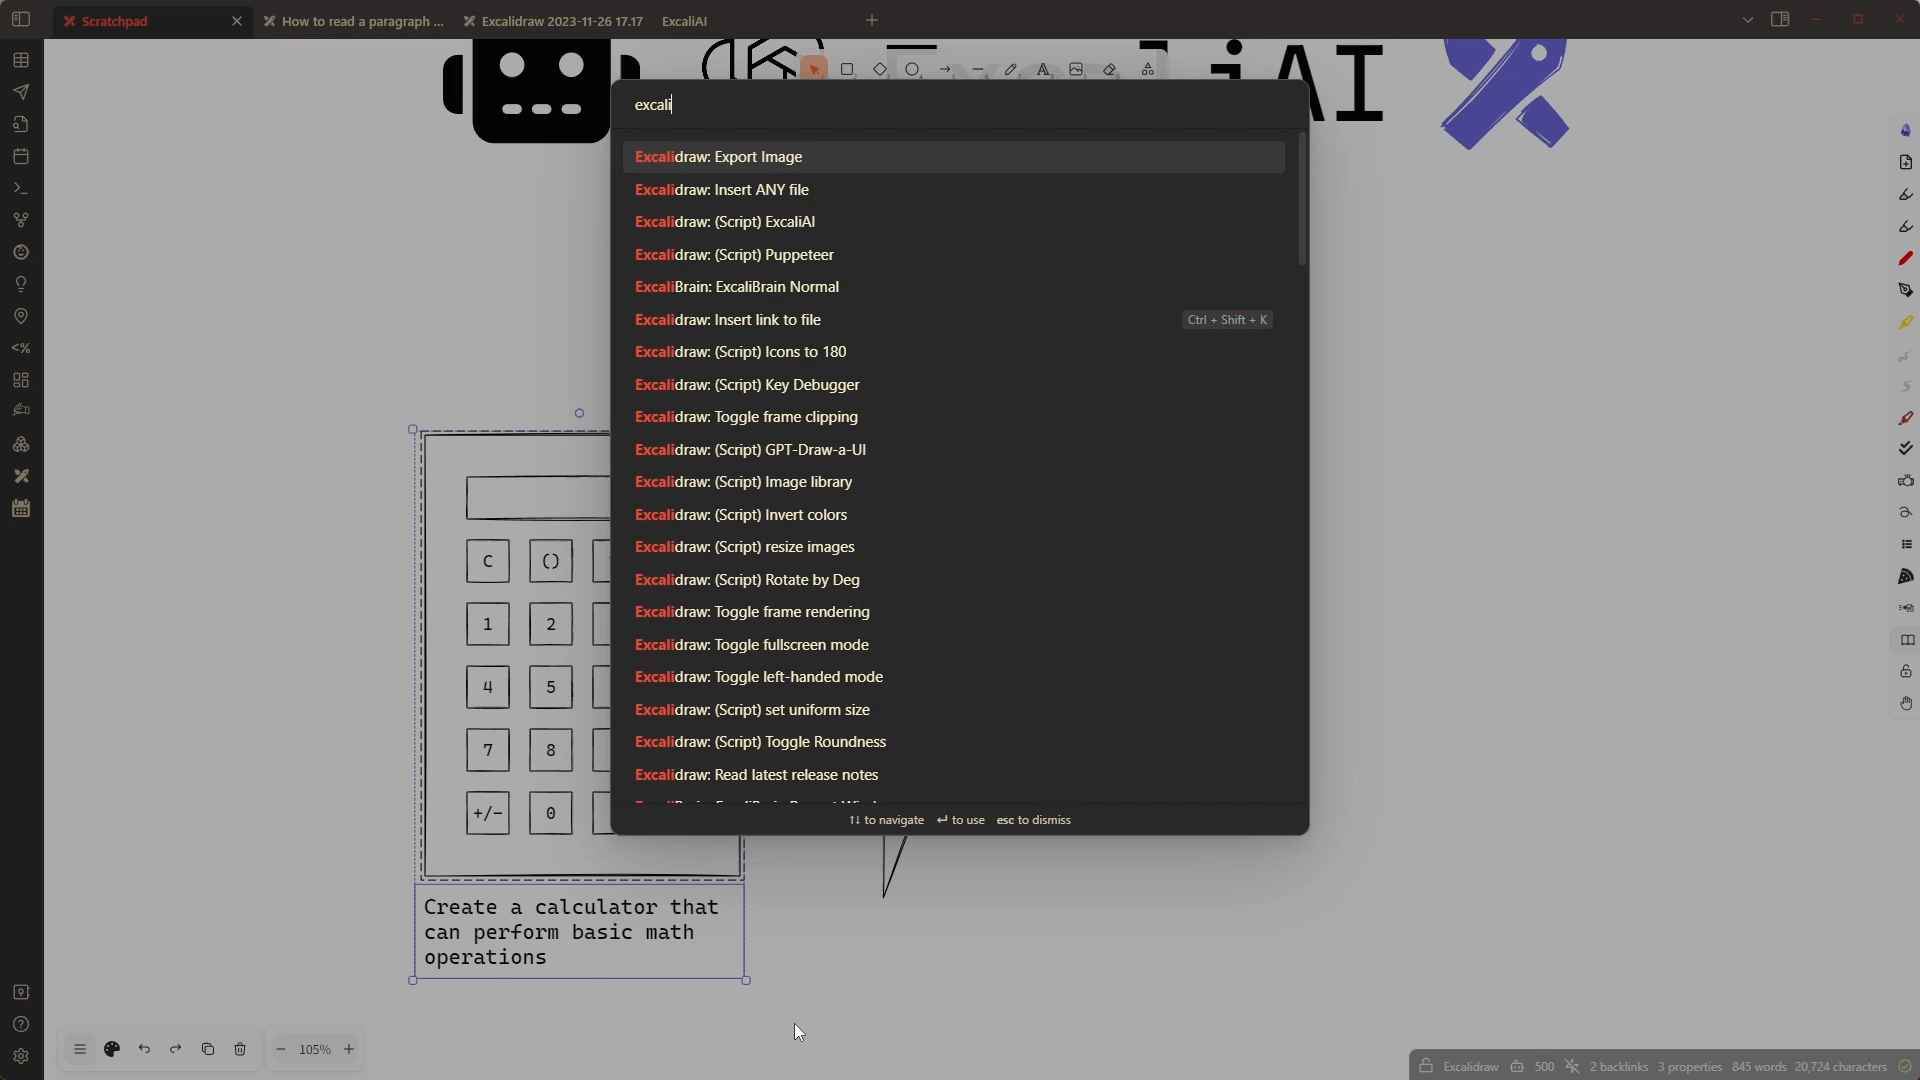 Scratchpad
How to read a paragraph ...
Excalidraw 2023-11-26 17.17
ExcaliAI
iAI
excali
Excalidraw: Export Image
Excalidraw: Insert ANY file
Excalidraw: (Script) ExcaliAI
Excalidraw: (Script) Puppeteer
ExcaliBrain: ExcaliBrain Normal
Excalidraw: Insert link to file
Ctrl + Shift + K
Excalidraw: (Script) Icons to 180
Excalidraw: (Script) Key Debugger
Excalidraw: Toggle frame clipping
Excalidraw: (Script) GPT-Draw-a-UI
Excalidraw: (Script) Image library
Excalidraw: (Script) Invert colors
Excalidraw: (Script) resize images
Excalidraw: (Script) Rotate by Deg
Excalidraw: Toggle frame rendering
Excalidraw: Toggle fullscreen mode
Excalidraw: Toggle left-handed mode
Excalidraw: (Script) set uniform size
Excalidraw: (Script) Toggle Roundness
Excalidraw: Read latest release notes
↑↓ to navigate ↵ to use esc to dismiss
C ()
1 2
4 5
7 8
+/- 0
Create a calculator that
can perform basic math
operations
105%
Excalidraw 500 2 backlinks 3 properties 845 words 20,724 characters